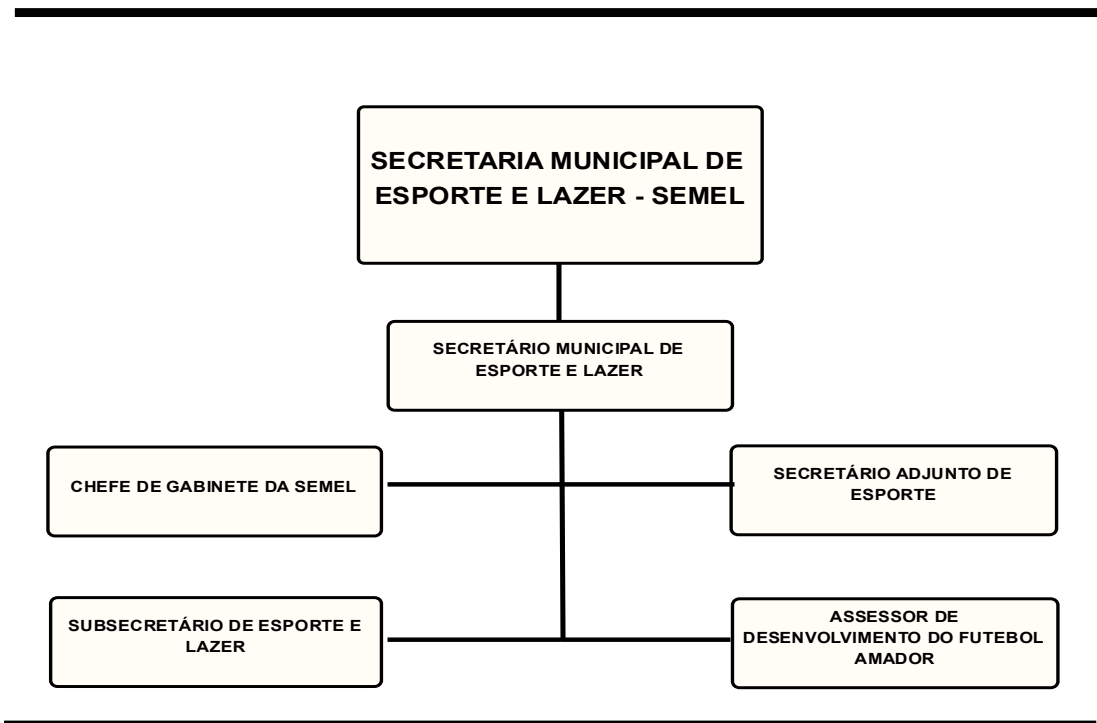 SECRETARIA MUNICIPAL DE
ESPORTE E LAZER - SEMEL
SECRETÁRIO MUNICIPAL DE
ESPORTE E LAZER
CHEFE DE GABINETE DA SEMEL
SECRETÁRIO ADJUNTO DE
ESPORTE
SUBSECRETÁRIO DE ESPORTE E
LAZER
ASSESSOR DE
DESENVOLVIMENTO DO FUTEBOL
AMADOR